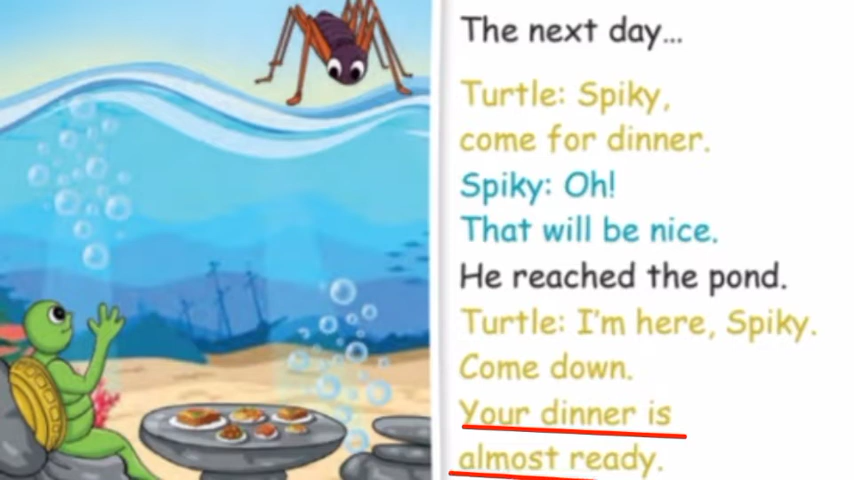 The next day...
Turtle: Spiky,
come for dinner.
Spiky: Oh!
That will be nice.
He reached the pond.
Turtle: I'm here, Spiky.
Come down.
Your dinner is
almost ready.